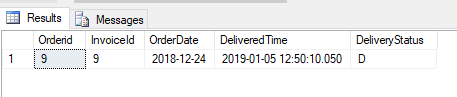 Results Messages
Orderid InvoiceId OrderDate DeliveredTime DeliveryStatus
1 9 9 2018-12-24 2019-01-05 12:50:10.050 D